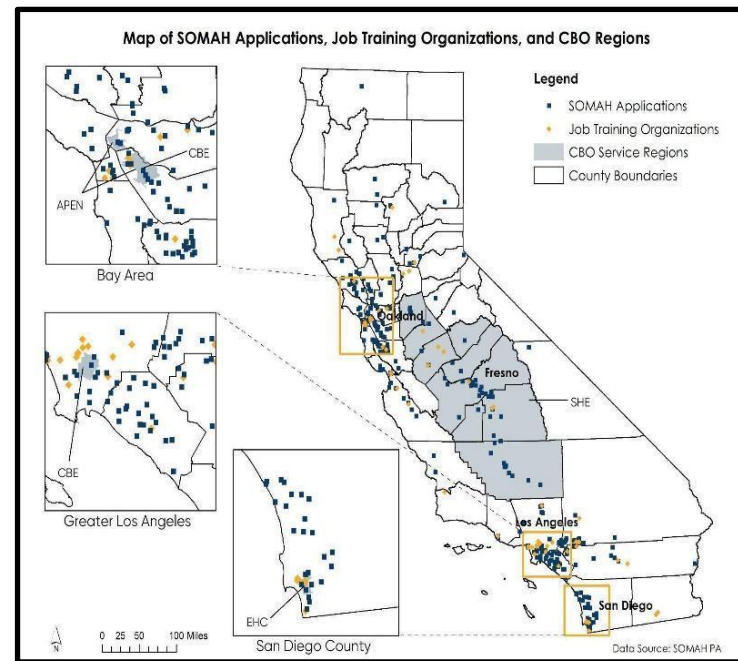 Map of SOMAH Applications, Job Training Organizations, and CBO Regions
Legend
SOMAH Applications
Job Training Organizations
CBO Service Regions
County Boundaries
CBE
APEN
Bay Area
Oakland
Fresno
SHE
CBE
Greater Los Angeles
Los Angeles
San Diego
EHC
San Diego County
N
0 25 50 100 Miles
Data Source: SOMAH PA